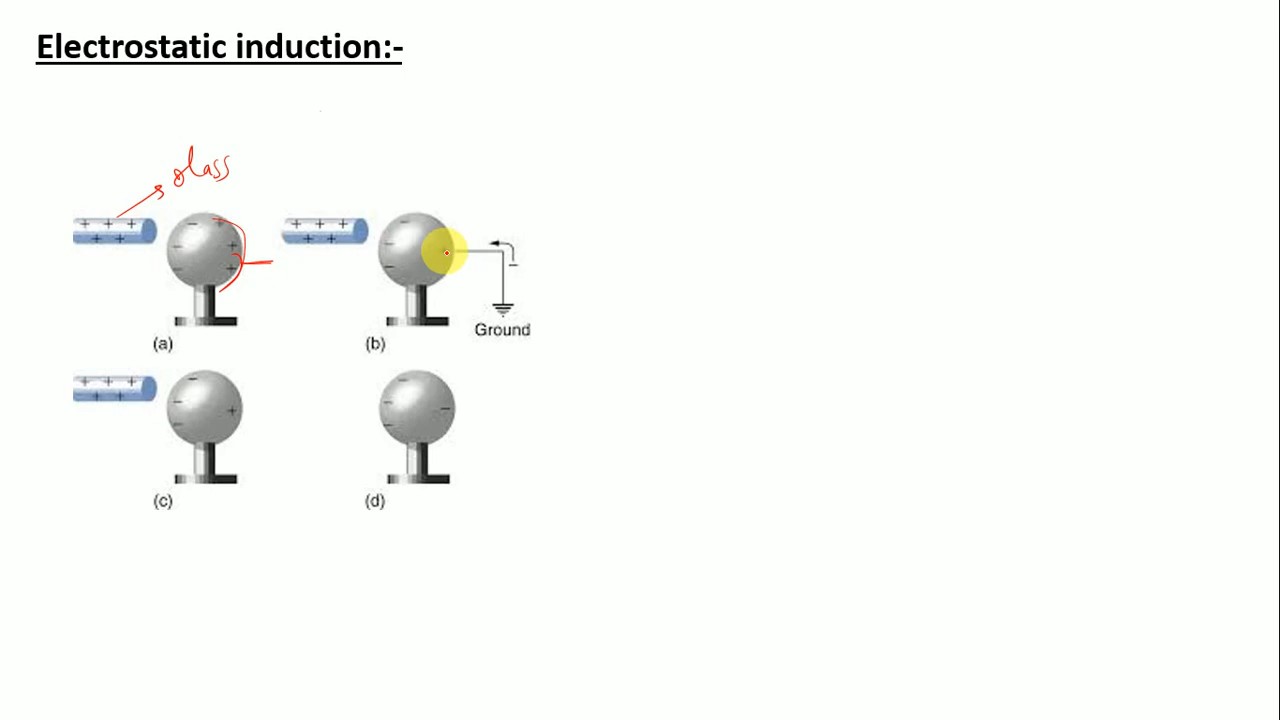 Electrostatic induction:-
glass
+ + +
+ +
− − −
+ + +
+ + +
+ +
− − −
−
Ground
(a)
(b)
+ + +
+ +
− − −
+
− − −
−
(c)
(d)